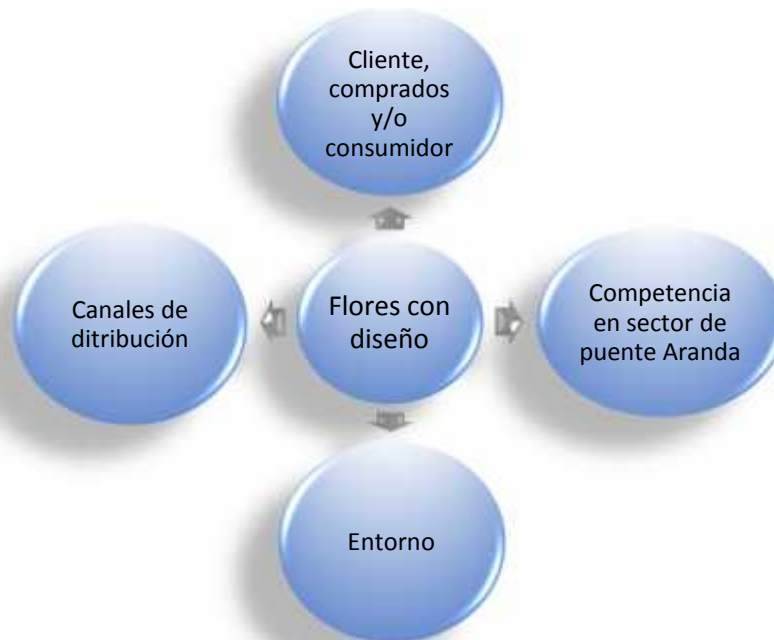 Cliente,
comprados
y/o
consumidor
Canales de
ditribución
Flores con
diseño
Competencia
en sector de
puente Aranda
Entorno